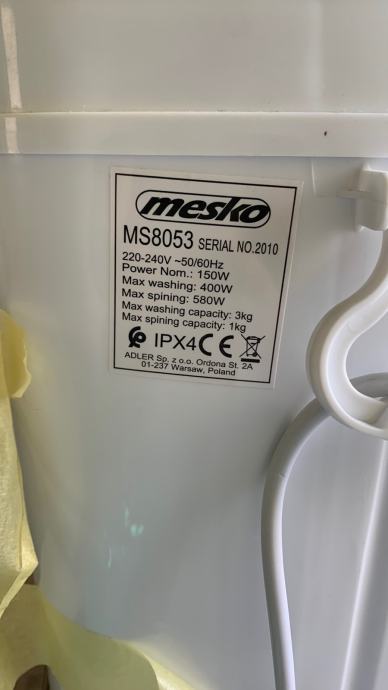 mesko
MS8053 SERIAL NO.2010
220-240V ~50/60Hz
Power Nom.: 150W
Max washing: 400W
Max spining: 580W
Max washing capacity: 3kg
Max spining capacity: 1kg
IPX4 CE
ADLER Sp. z o.o. Ordona St. 2A
01-237 Warsaw, Poland